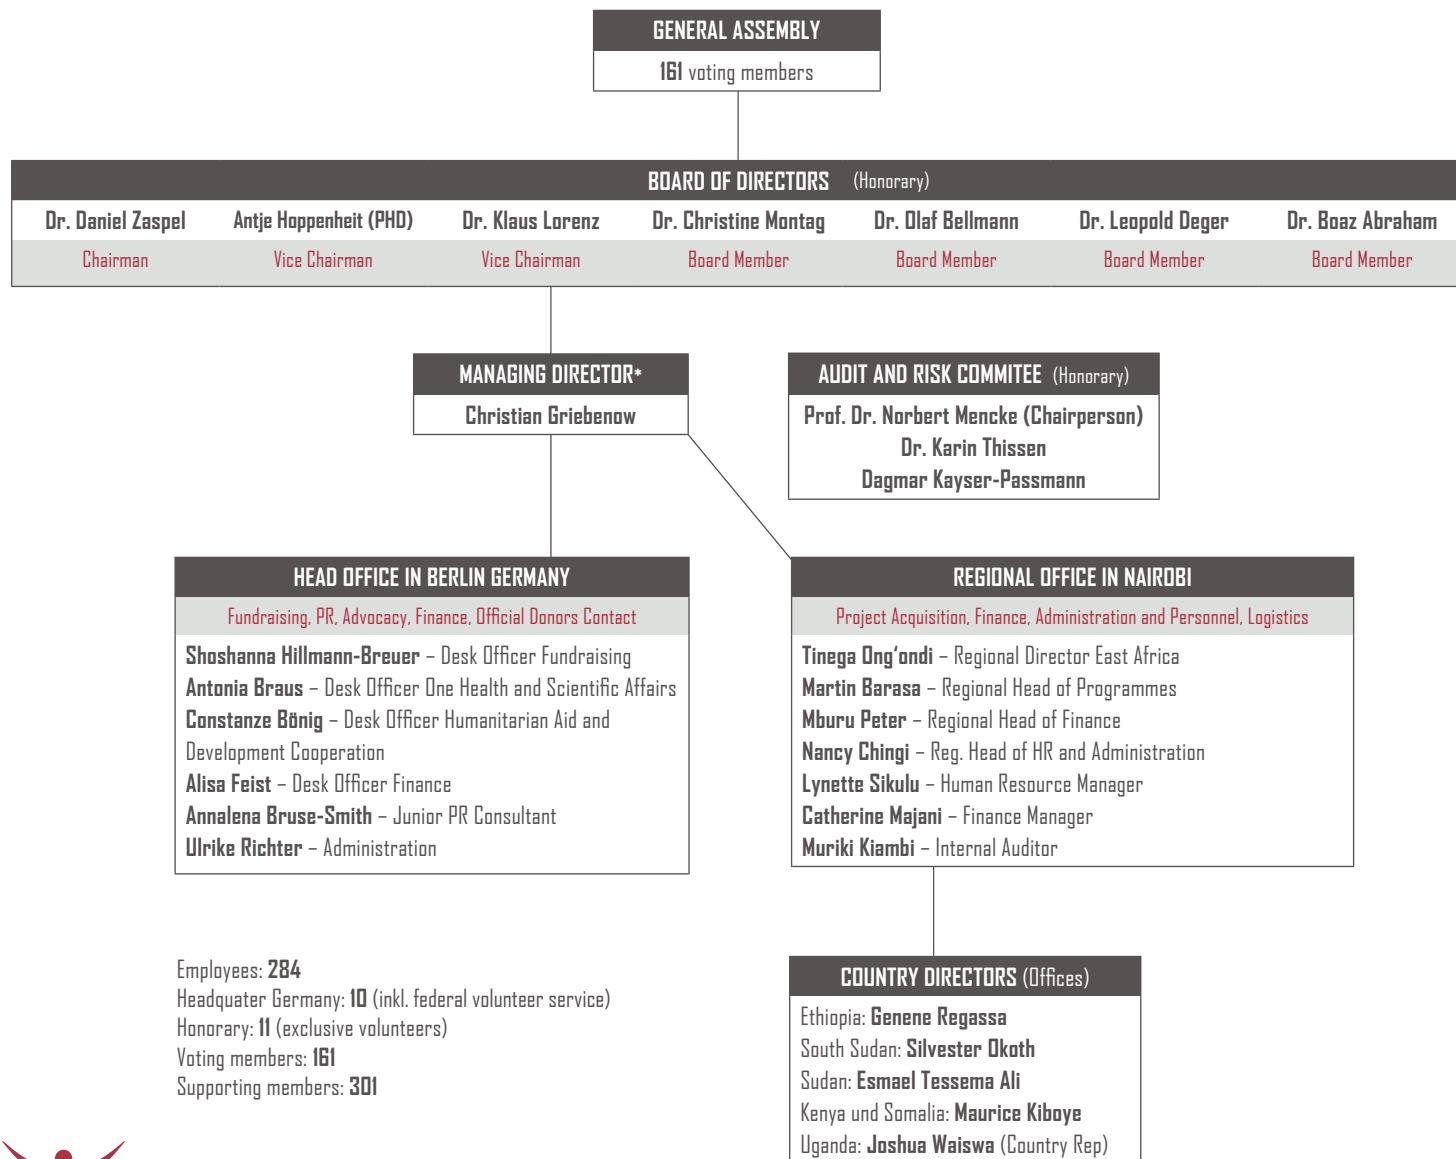 GENERAL ASSEMBLY
161 voting members
BOARD OF DIRECTORS (Honorary)
Dr. Daniel Zaspel Antje Hoppenheit (PHD) Dr. Klaus Lorenz Dr. Christine Montag Dr. Olaf Bellmann Dr. Leopold Deger Dr. Boaz Abraham
Chairman Vice Chairman Vice Chairman Board Member Board Member Board Member Board Member
MANAGING DIRECTOR*
Christian Griebenow
AUDIT AND RISK COMMITEE (Honorary)
Prof. Dr. Norbert Mencke (Chairperson)
Dr. Karin Thissen
Dagmar Kayser-Passmann
HEAD OFFICE IN BERLIN GERMANY
Fundraising, PR, Advocacy, Finance, Official Donors Contact
Shoshanna Hillmann-Breuer – Desk Officer Fundraising
Antonia Braus – Desk Officer One Health and Scientific Affairs
Constanze Bönig – Desk Officer Humanitarian Aid and
Development Cooperation
Alisa Feist – Desk Officer Finance
Annalena Bruse-Smith – Junior PR Consultant
Ulrike Richter – Administration
REGIONAL OFFICE IN NAIROBI
Project Acquisition, Finance, Administration and Personnel, Logistics
Tinega Ong‘ondi – Regional Director East Africa
Martin Barasa – Regional Head of Programmes
Mburu Peter – Regional Head of Finance
Nancy Chingi – Reg. Head of HR and Administration
Lynette Sikulu – Human Resource Manager
Catherine Majani – Finance Manager
Muriki Kiambi – Internal Auditor
Employees: 284
Headquater Germany: 10 (inkl. federal volunteer service)
Honorary: 11 (exclusive volunteers)
Voting members: 161
Supporting members: 301
COUNTRY DIRECTORS (Offices)
Ethiopia: Genene Regassa
South Sudan: Silvester Okoth
Sudan: Esmael Tessema Ali
Kenya und Somalia: Maurice Kiboye
Uganda: Joshua Waiswa (Country Rep)